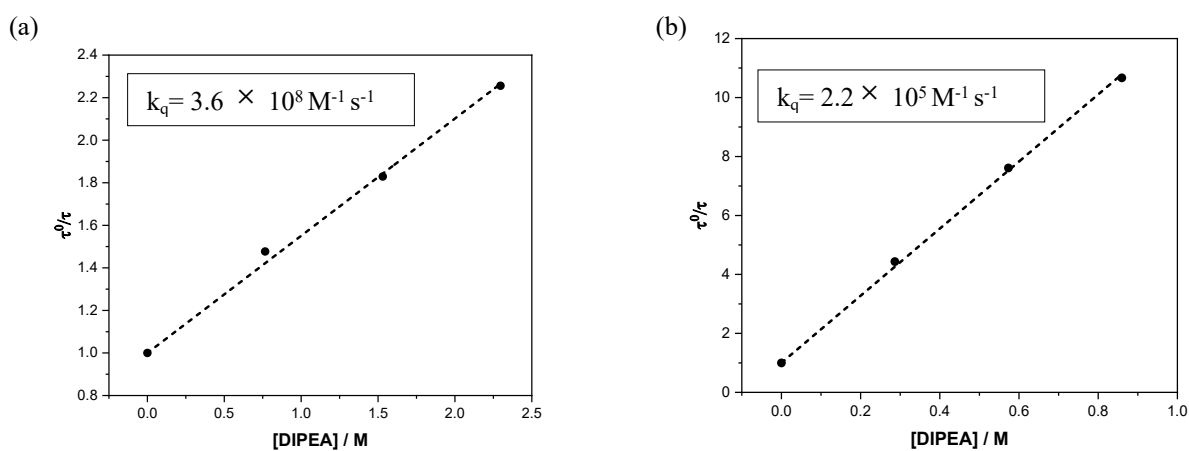 (a)
k_q= 3.6 × 10⁸ M⁻¹ s⁻¹
2.4
2.2
2.0
1.8
1.6
1.4
1.2
1.0
0.8
τ⁰/τ
0.0 0.5 1.0 1.5 2.0 2.5
[DIPEA] / M
(b)
k_q= 2.2 × 10⁵ M⁻¹ s⁻¹
12
10
8
6
4
2
0
τ⁰/τ
0.0 0.2 0.4 0.6 0.8 1.0
[DIPEA] / M